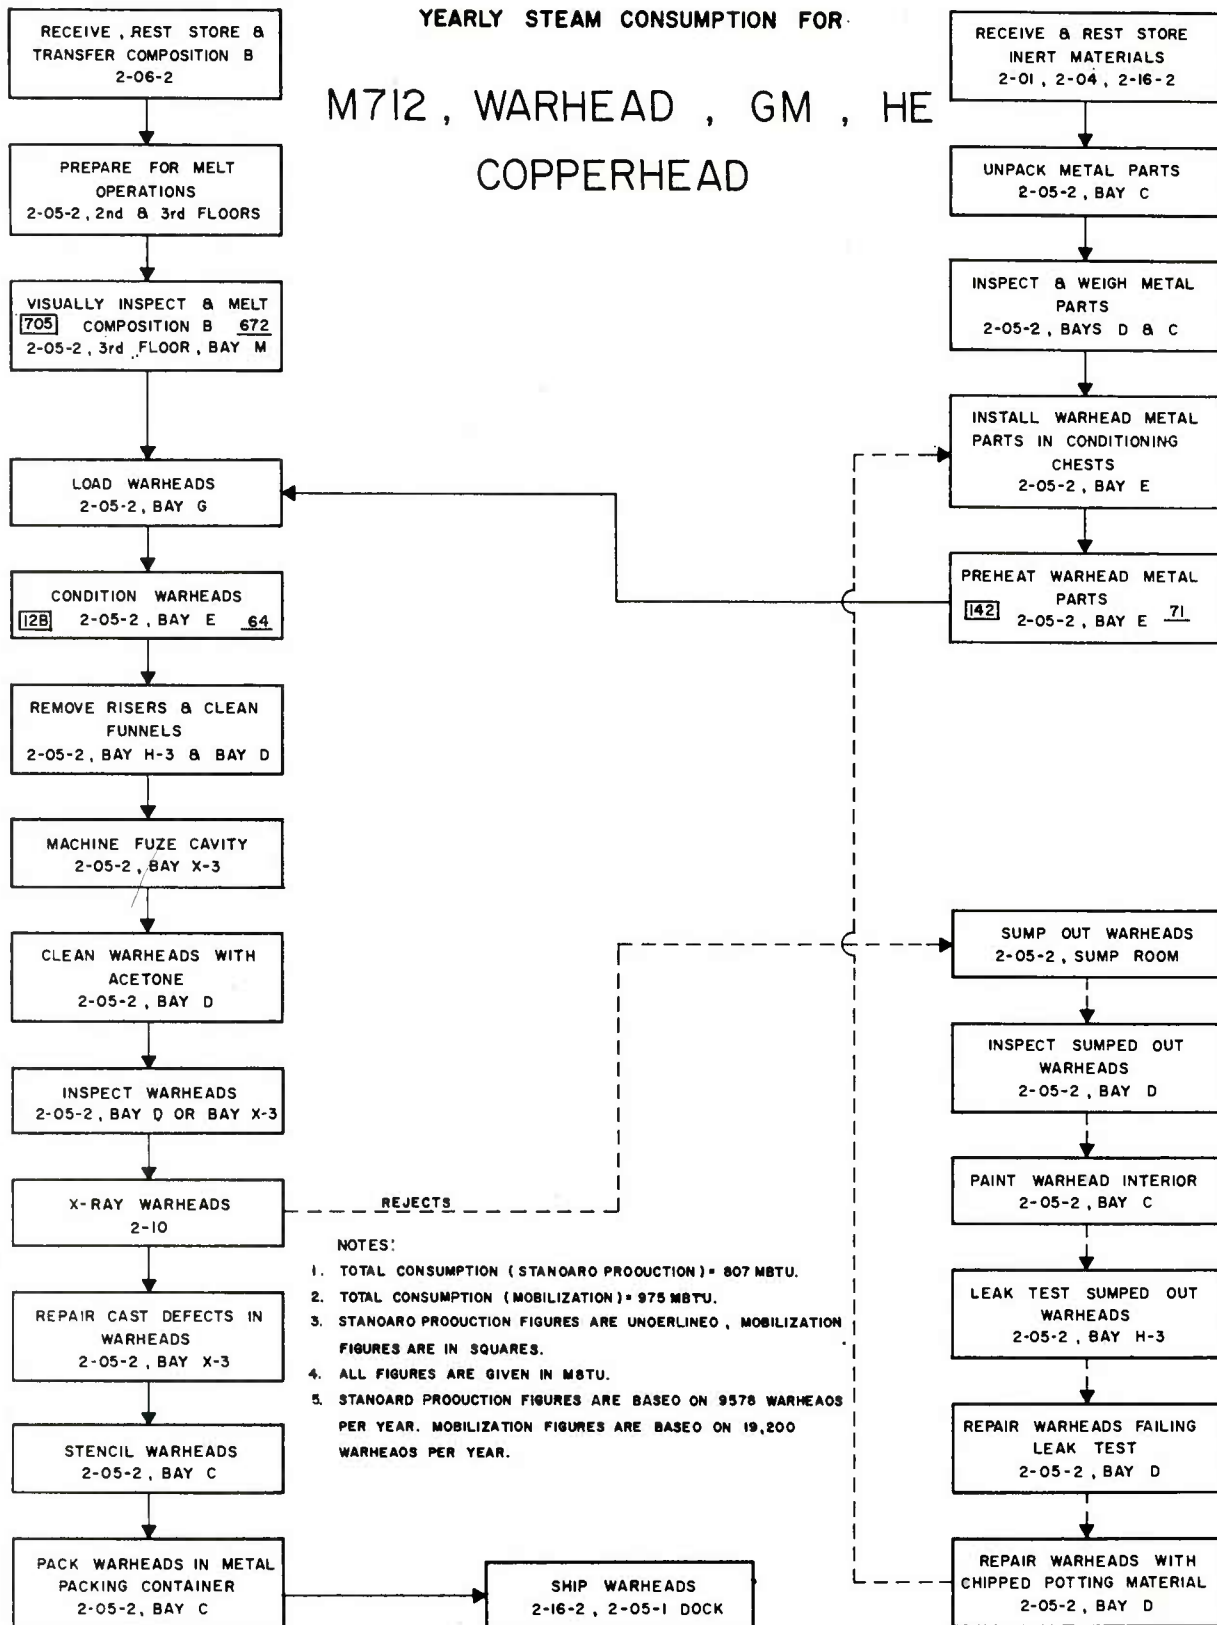 YEARLY STEAM CONSUMPTION FOR
M712, WARHEAD, GM, HE
COPPERHEAD
RECEIVE, REST STORE &
TRANSFER COMPOSITION B
2-06-2
PREPARE FOR MELT
OPERATIONS
2-05-2, 2nd & 3rd FLOORS
VISUALLY INSPECT & MELT
705 COMPOSITION B 672
2-05-2, 3rd FLOOR, BAY M
LOAD WARHEADS
2-05-2, BAY G
CONDITION WARHEADS
128 2-05-2, BAY E 64
REMOVE RISERS & CLEAN
FUNNELS
2-05-2, BAY H-3 & BAY D
MACHINE FUZE CAVITY
2-05-2, BAY X-3
CLEAN WARHEADS WITH
ACETONE
2-05-2, BAY D
INSPECT WARHEADS
2-05-2, BAY D OR BAY X-3
X-RAY WARHEADS
2-10
REJECTS
REPAIR CAST DEFECTS IN
WARHEADS
2-05-2, BAY X-3
STENCIL WARHEADS
2-05-2, BAY C
PACK WARHEADS IN METAL
PACKING CONTAINER
2-05-2, BAY C
SHIP WARHEADS
2-16-2, 2-05-1 DOCK
NOTES:
1. TOTAL CONSUMPTION (STANOARO PROOUCTION) = 807 MBTU.
2. TOTAL CONSUMPTION (MOBILIZATION) = 975 MBTU.
3. STANOARO PRODUCTION FIGURES ARE UNOERLINEO, MOBILIZATION
FIGURES ARE IN SQUARES.
4. ALL FIGURES ARE GIVEN IN MBTU.
5. STANDARD PROOUCTION FIGURES ARE BASEO ON 9578 WARHEAOS
PER YEAR. MOBILIZATION FIGURES ARE BASEO ON 19,200
WARHEAOS PER YEAR.
RECEIVE & REST STORE
INERT MATERIALS
2-01, 2-04, 2-16-2
UNPACK METAL PARTS
2-05-2, BAY C
INSPECT & WEIGH METAL
PARTS
2-05-2, BAYS D & C
INSTALL WARHEAD METAL
PARTS IN CONDITIONING
CHESTS
2-05-2, BAY E
PREHEAT WARHEAD METAL
PARTS
142 2-05-2, BAY E 71
SUMP OUT WARHEADS
2-05-2, SUMP ROOM
INSPECT SUMPED OUT
WARHEADS
2-05-2, BAY D
PAINT WARHEAD INTERIOR
2-05-2, BAY C
LEAK TEST SUMPED OUT
WARHEADS
2-05-2, BAY H-3
REPAIR WARHEADS FAILING
LEAK TEST
2-05-2, BAY D
REPAIR WARHEADS WITH
CHIPPED POTTING MATERIAL
2-05-2, BAY D